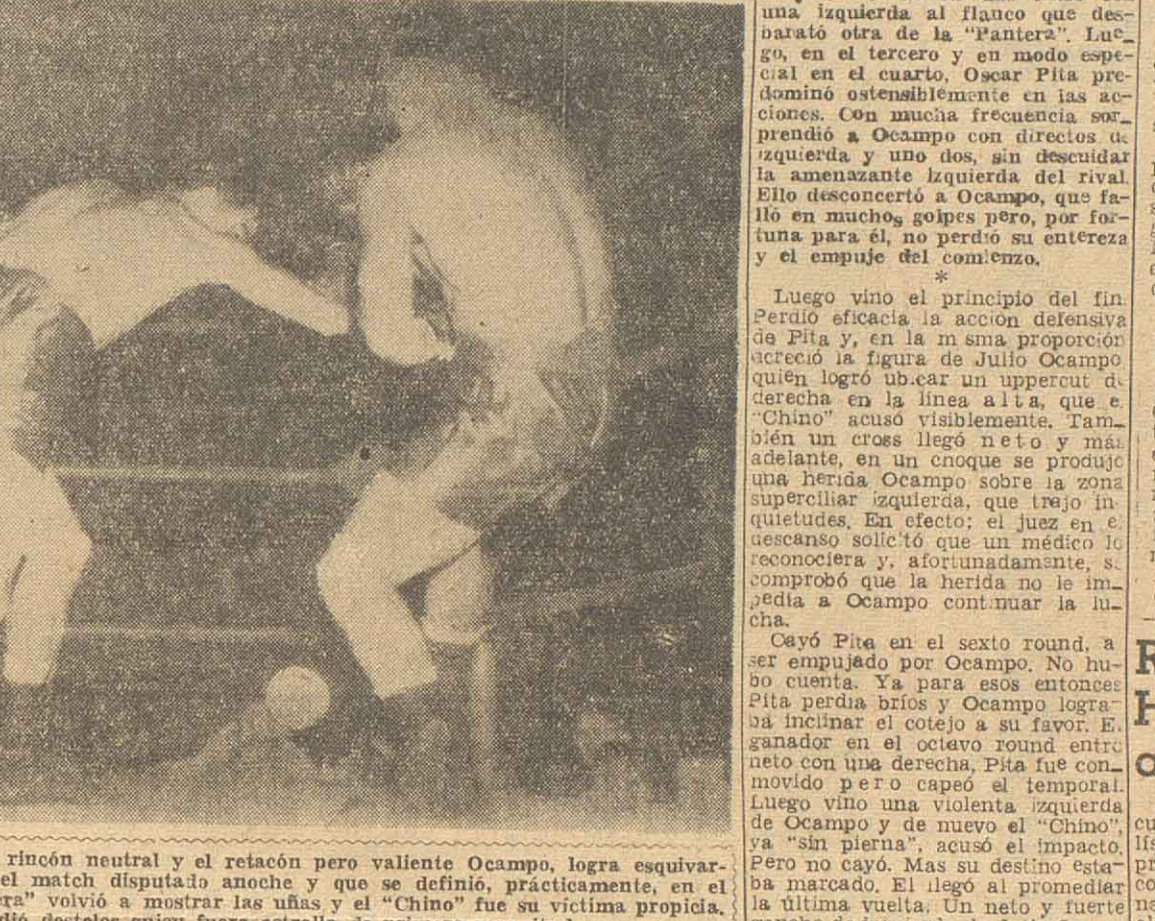 una izquierda al flanco que des-
barató otra de la "Pantera". Lue_
go, en el tercero y en modo espe-
cial en el cuarto, Oscar Pita pre-
dominó ostensiblemente en las ac-
ciones. Con mucha frecuencia sor_
prendió a Ocampo con directos de
izquierda y uno dos, sin descuidar
la amenazante izquierda del rival.
Ello desconcertó a Ocampo, que fa-
lló en muchos golpes pero, por for-
tuna para él, no perdió su entereza
y el empuje del comienzo.
*
Luego vino el principio del fin.
Perdió eficacia la acción defensiva
de Pita y, en la m sma proporción
acreció la figura de Julio Ocampo
quien logró ub.car un uppercut de
derecha en la línea alta, que e
"Chino" acusó visiblemente. Tam_
bién un cross llegó neto y más
adelante, en un cnoque se produjo
una herida Ocampo sobre la zona
superciliar izquierda, que trajo in
quietudes. En efecto; el juez en e
descanso solic'tó que un médico lo
reconociera y, afortunadamente, s.
comprobó que la herida no le im_
pedía a Ocampo cont.nuar la lu_
cha.
Cayó Pita en el sexto round, a
ser empujado por Ocampo. No hu-
bo cuenta. Ya para esos entonces
Pita perdía bríos y Ocampo logra-
ba inclinar el cotejo a su favor. E.
ganador en el octavo round entró
neto con una derecha, Pita fue con_
movido pero capeó el temporal.
Luego vino una violenta izquierda
de Ocampo y de nuevo el "Chino",
ya "sin pierna", acusó el impacto.
Pero no cayó. Mas su destino esta-
ba marcado. El llegó al promediar
la última vuelta. Un neto y fuerte
rincón neutral y el retacón pero valiente Ocampo, logra esquivar-
el match disputado anoche y que se definió, prácticamente, en el
era" volvió a mostrar las uñas y el "Chino" fue su víctima propicia.
R
H